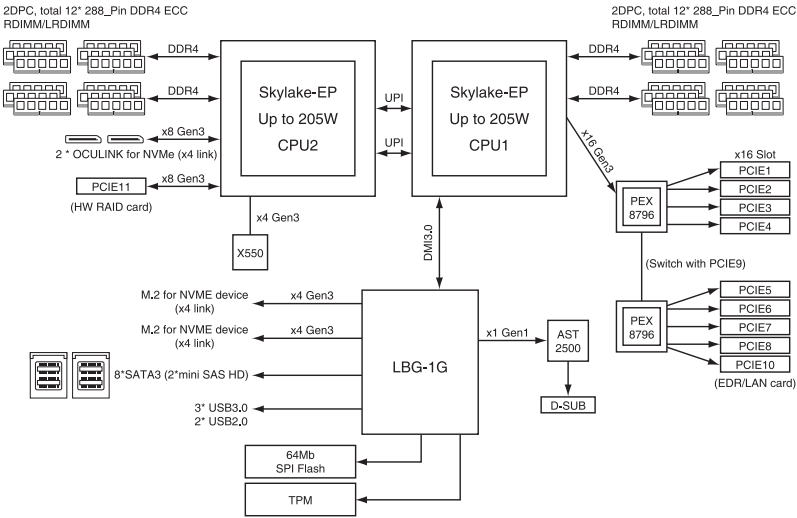 2DPC, total 12* 288_Pin DDR4 ECC
RDIMM/LRDIMM
2DPC, total 12* 288_Pin DDR4 ECC
RDIMM/LRDIMM
DDR4
DDR4
Skylake-EP
Up to 205W
CPU2
UPI
UPI
Skylake-EP
Up to 205W
CPU1
DDR4
DDR4
x8 Gen3
2 * OCULINK for NVMe (x4 link)
PCIE11
x8 Gen3
(HW RAID card)
x4 Gen3
X550
DMI3.0
x16 Gen3
x16 Slot
PEX
8796
PCIE1
PCIE2
PCIE3
PCIE4
(Switch with PCIE9)
PEX
8796
PCIE5
PCIE6
PCIE7
PCIE8
PCIE10
(EDR/LAN card)
M.2 for NVME device
(x4 link)
x4 Gen3
M.2 for NVME device
(x4 link)
x4 Gen3
8*SATA3 (2*mini SAS HD)
3* USB3.0
2* USB2.0
LBG-1G
x1 Gen1
AST
2500
D-SUB
64Mb
SPI Flash
TPM